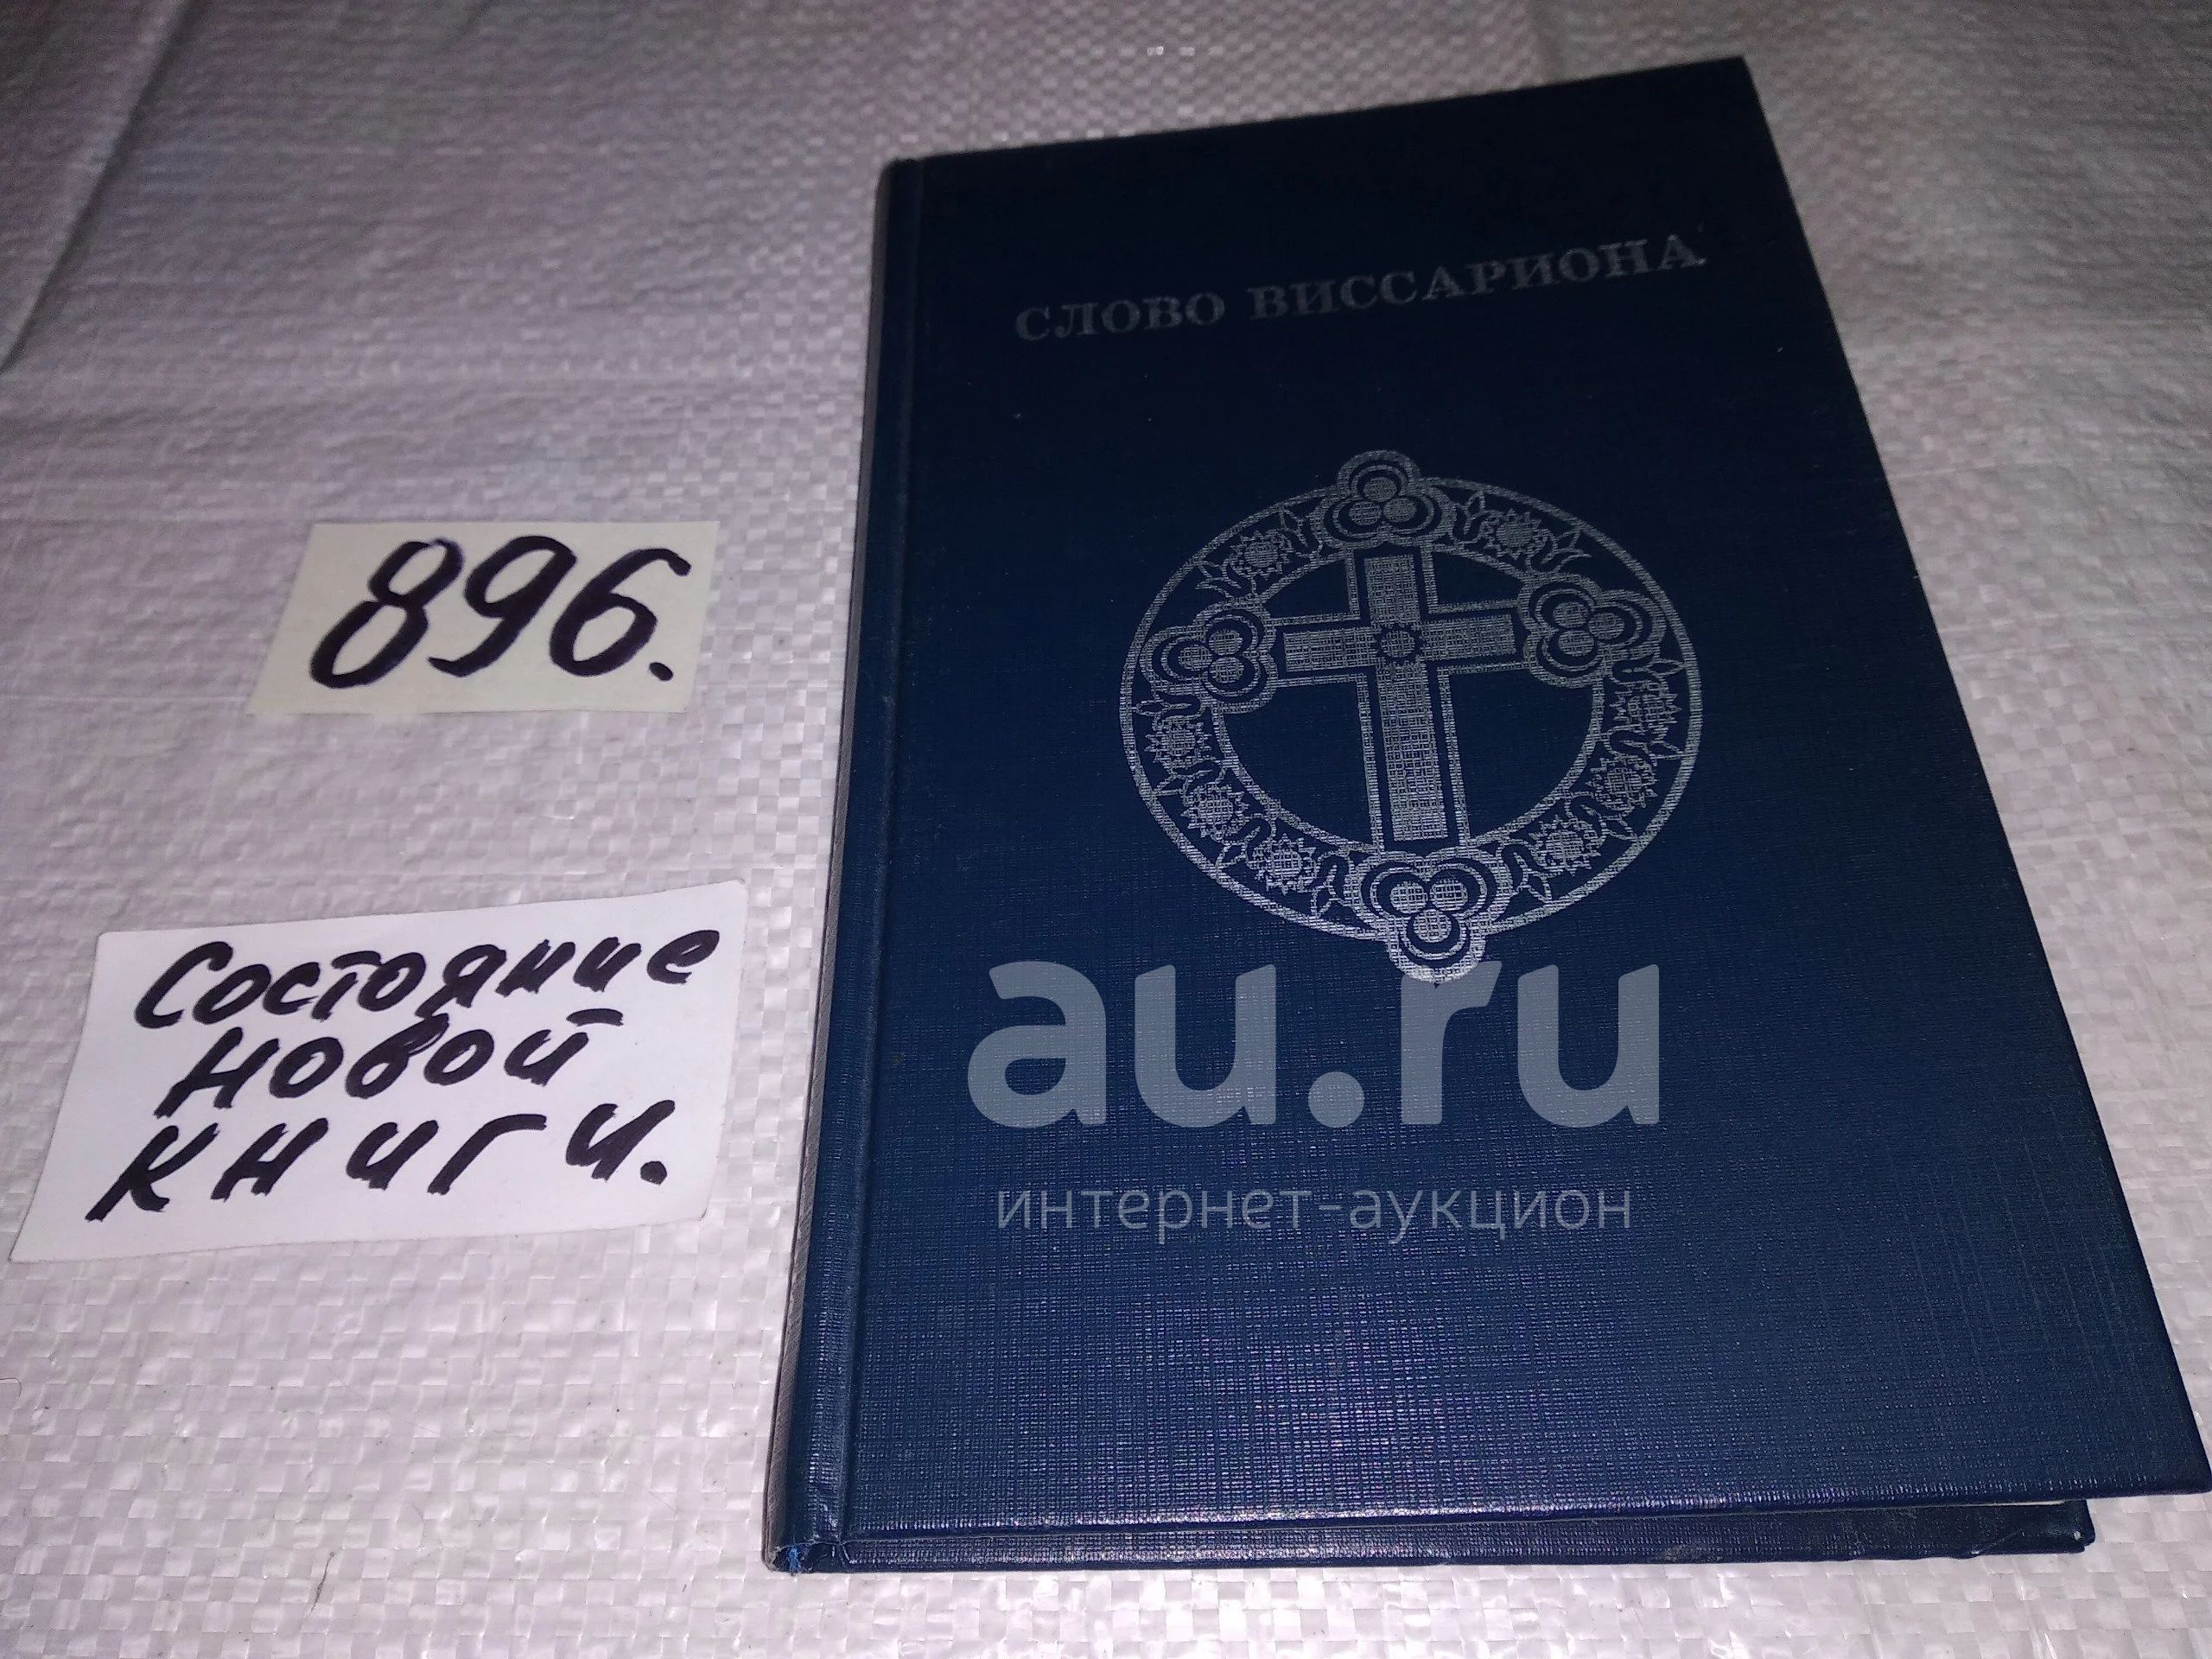 СЛОВО ВИССАРИОНА
896.
Состояние
новой
книги.
au.ru
интернет-аукцион